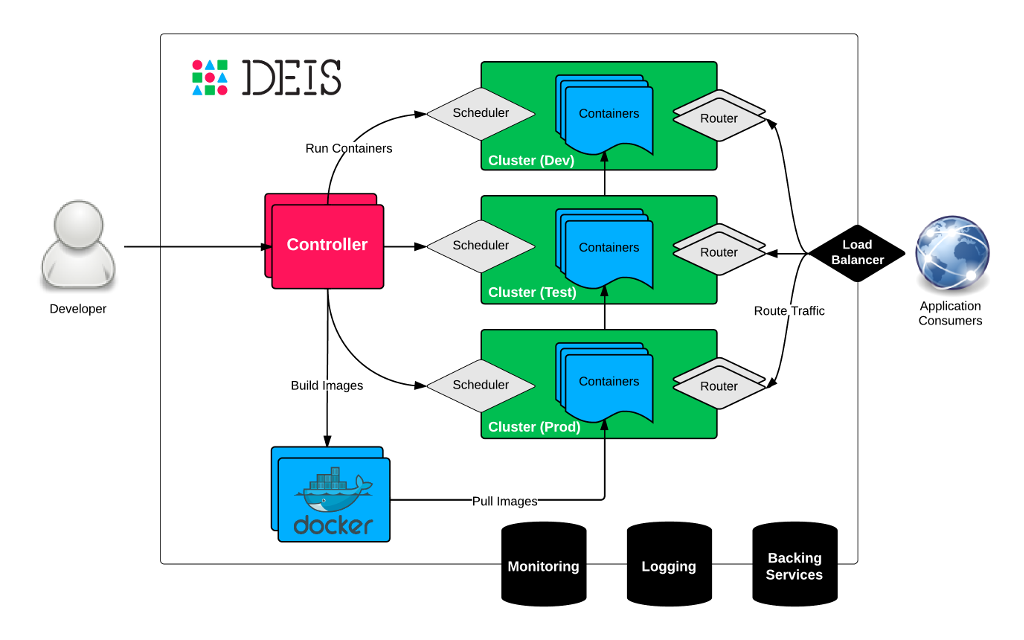 DEIS
Scheduler
Containers
Router
Cluster (Dev)
Run Containers
Controller
Scheduler
Containers
Router
Cluster (Test)
Load
Balancer
Developer
Application
Consumers
Route Traffic
Build Images
Scheduler
Containers
Router
Cluster (Prod)
docker
Pull Images
Monitoring
Logging
Backing
Services